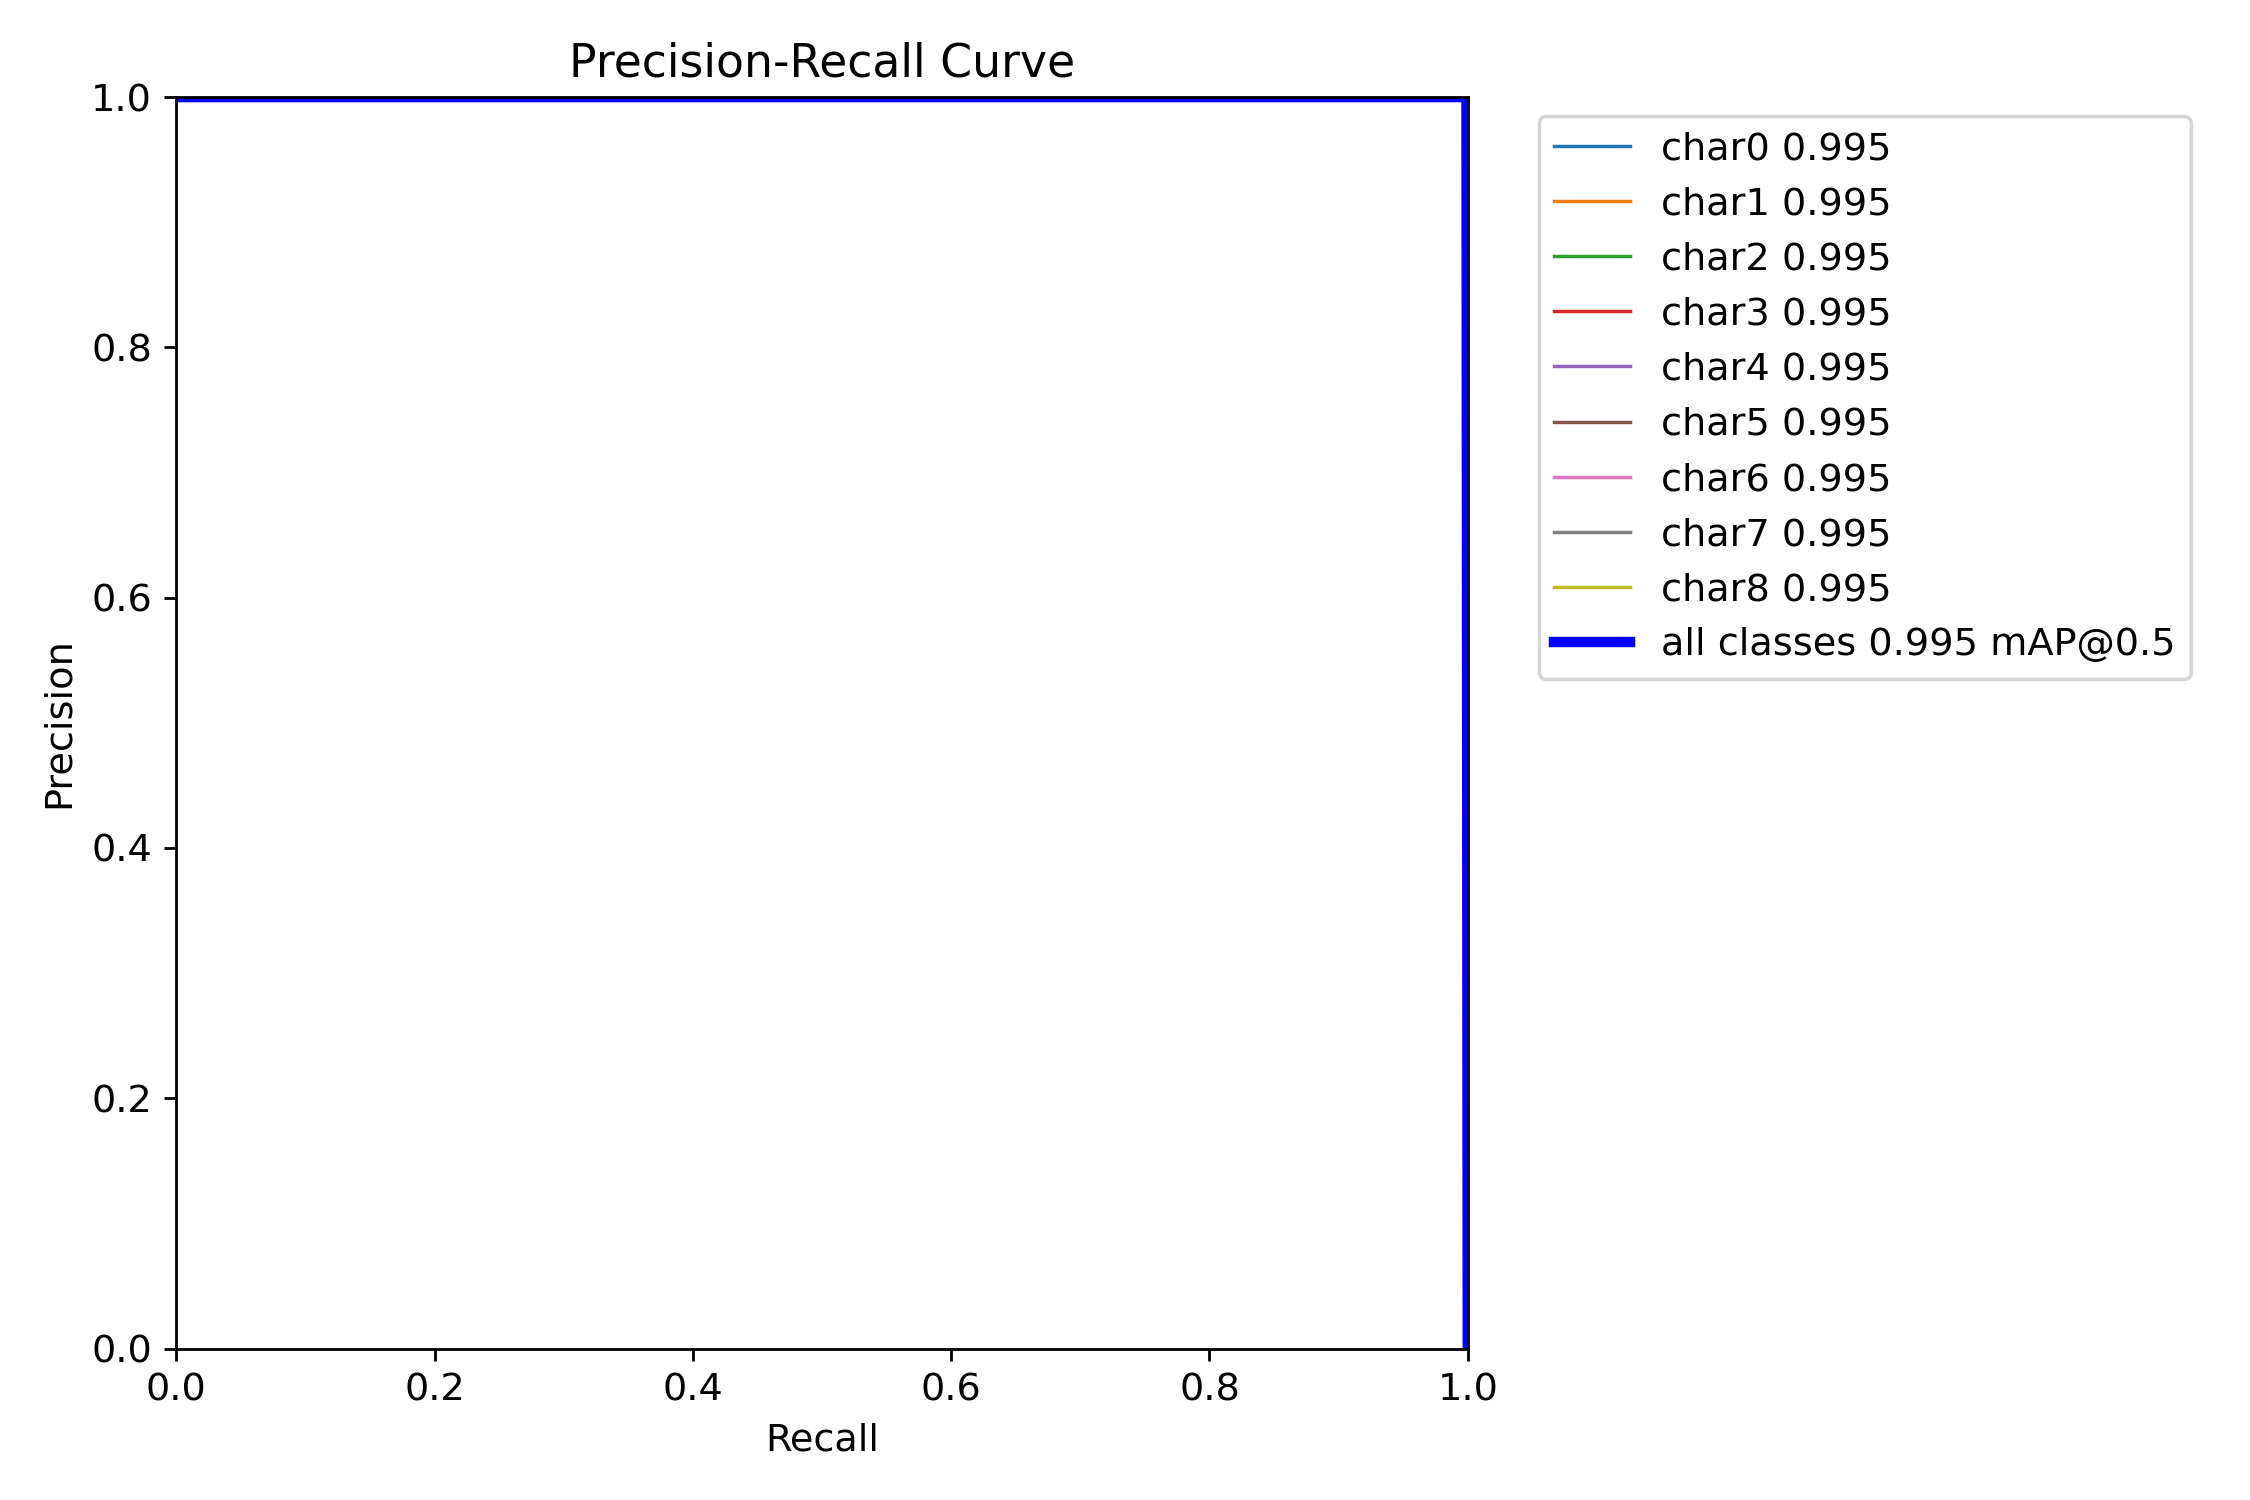 Precision-Recall Curve
1.0
0.8
0.6
0.4
0.2
0.0
Precision
0.0 0.2 0.4 0.6 0.8 1.0
Recall
char0 0.995
char1 0.995
char2 0.995
char3 0.995
char4 0.995
char5 0.995
char6 0.995
char7 0.995
char8 0.995
all classes 0.995 mAP@0.5